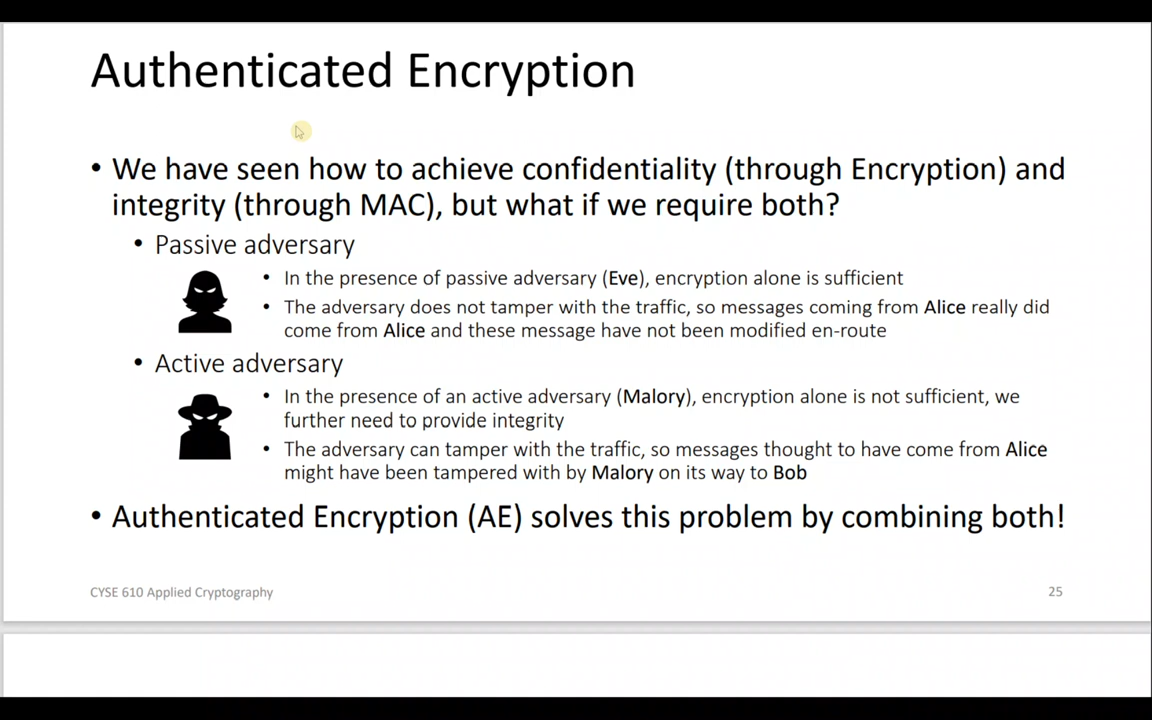 Authenticated Encryption
• We have seen how to achieve confidentiality (through Encryption) and
integrity (through MAC), but what if we require both?
• Passive adversary
• In the presence of passive adversary (Eve), encryption alone is sufficient
• The adversary does not tamper with the traffic, so messages coming from Alice really did
come from Alice and these message have not been modified en-route
• Active adversary
• In the presence of an active adversary (Malory), encryption alone is not sufficient, we
further need to provide integrity
• The adversary can tamper with the traffic, so messages thought to have come from Alice
might have been tampered with by Malory on its way to Bob
• Authenticated Encryption (AE) solves this problem by combining both!
CYSE 610 Applied Cryptography
25